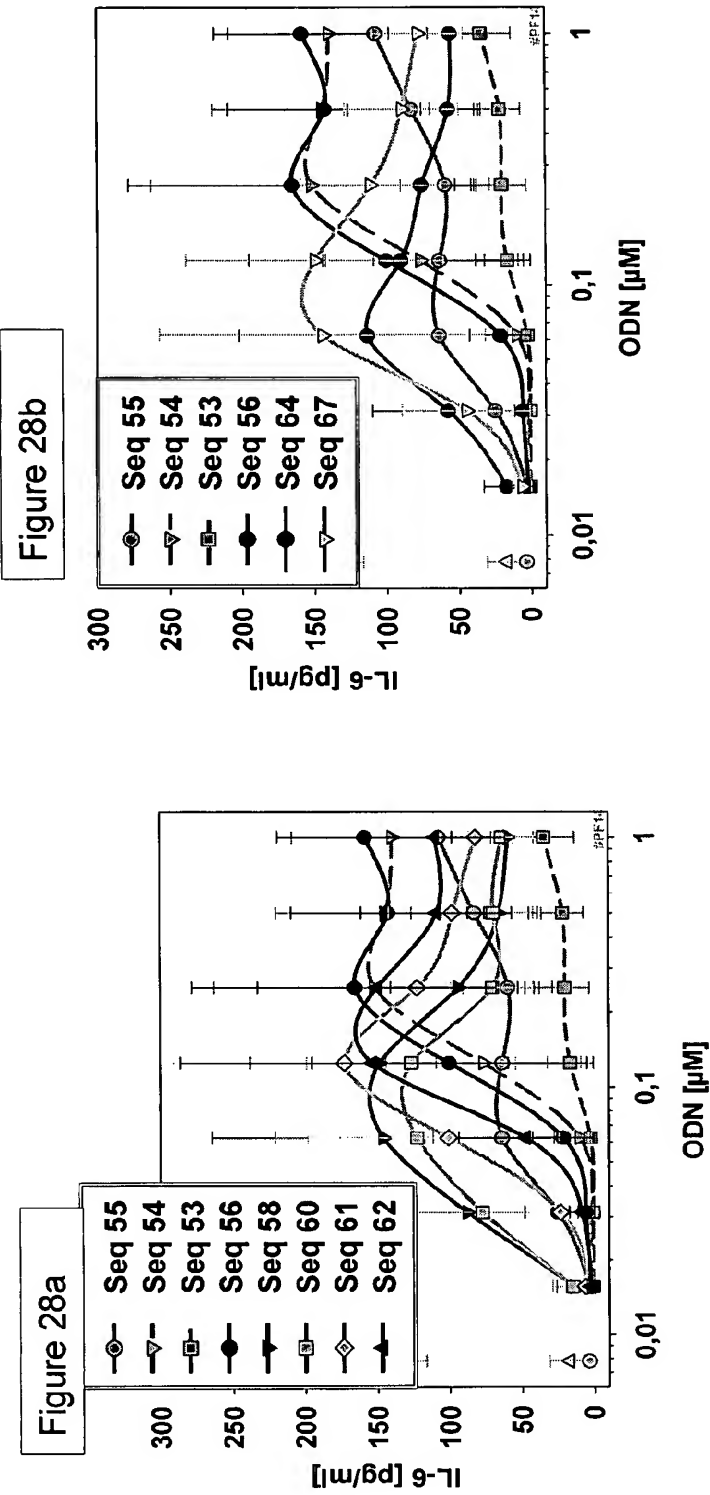 Figure 28a
Seq 55
Seq 54
Seq 53
Seq 56
Seq 58
Seq 60
Seq 61
Seq 62
IL-6 [pg/ml]
300
250
200
150
100
50
0
0,01
0,1
1
ODN [µM]
Figure 28b
Seq 55
Seq 54
Seq 53
Seq 56
Seq 64
Seq 67
IL-6 [pg/ml]
300
250
200
150
100
50
0
0,01
0,1
1
ODN [µM]